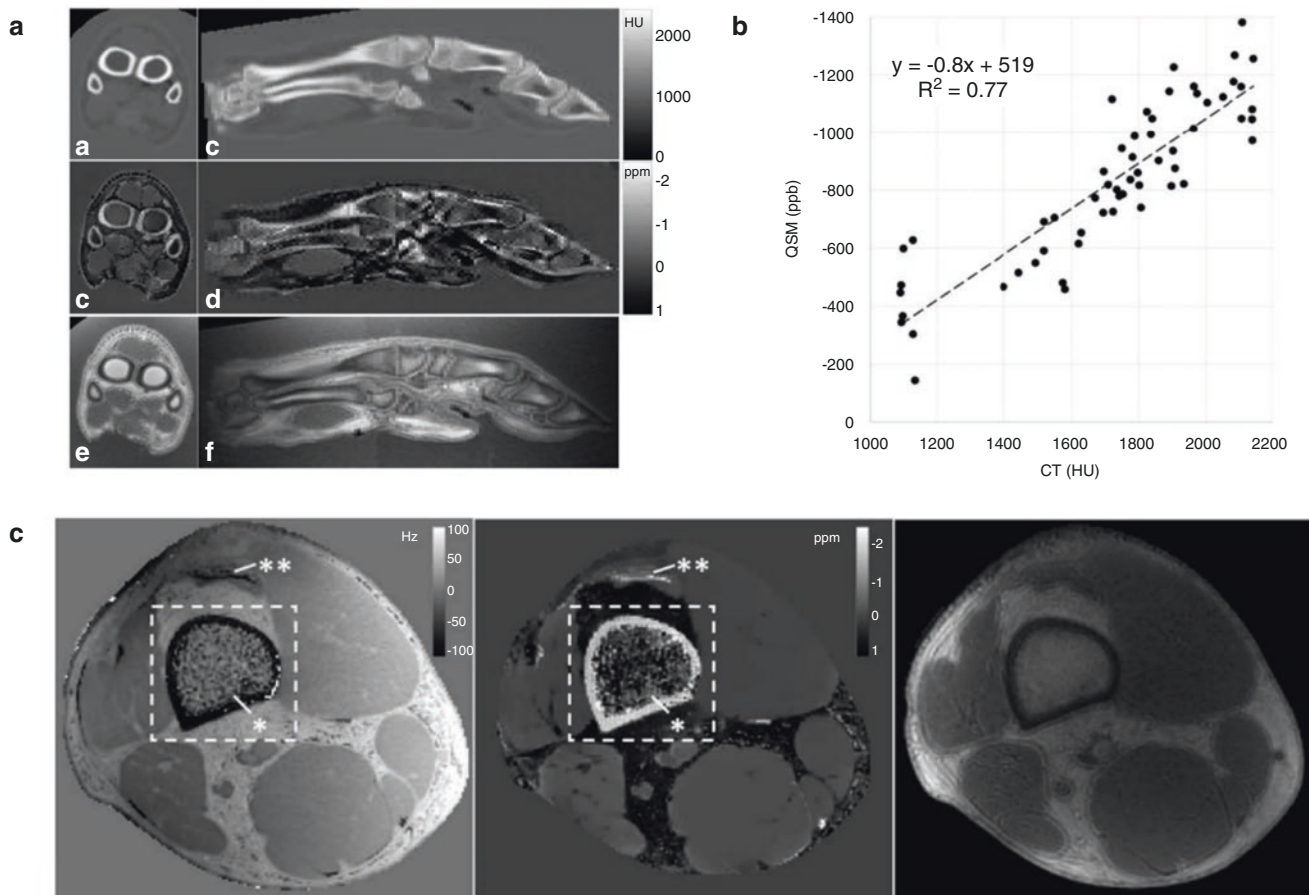 a
HU
2000
1000
0
a
c
ppm
-2
-1
0
1
c
d
e
f
b
-1400
-1200
-1000
-800
-600
-400
-200
0
QSM (ppb)
y = -0.8x + 519
R² = 0.77
1000 1200 1400 1600 1800 2000 2200
CT (HU)
c
Hz
100
50
0
-50
-100
**
*
ppm
-2
-1
0
1
**
*